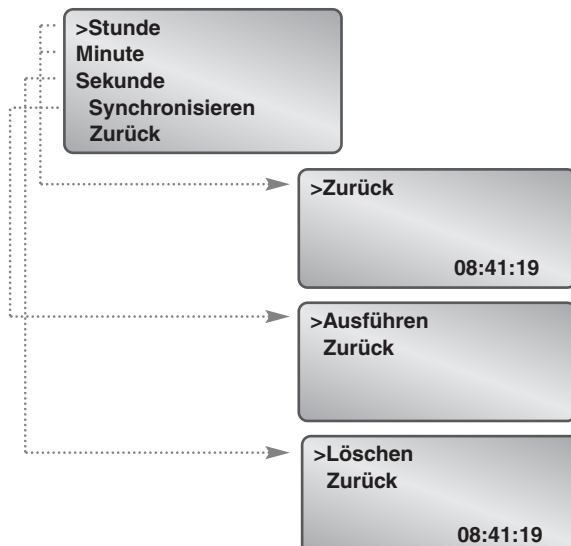 >Stunde
Minute
Sekunde
Synchronisieren
Zurück
>Zurück
08:41:19
>Ausführen
Zurück
>Löschen
Zurück
08:41:19